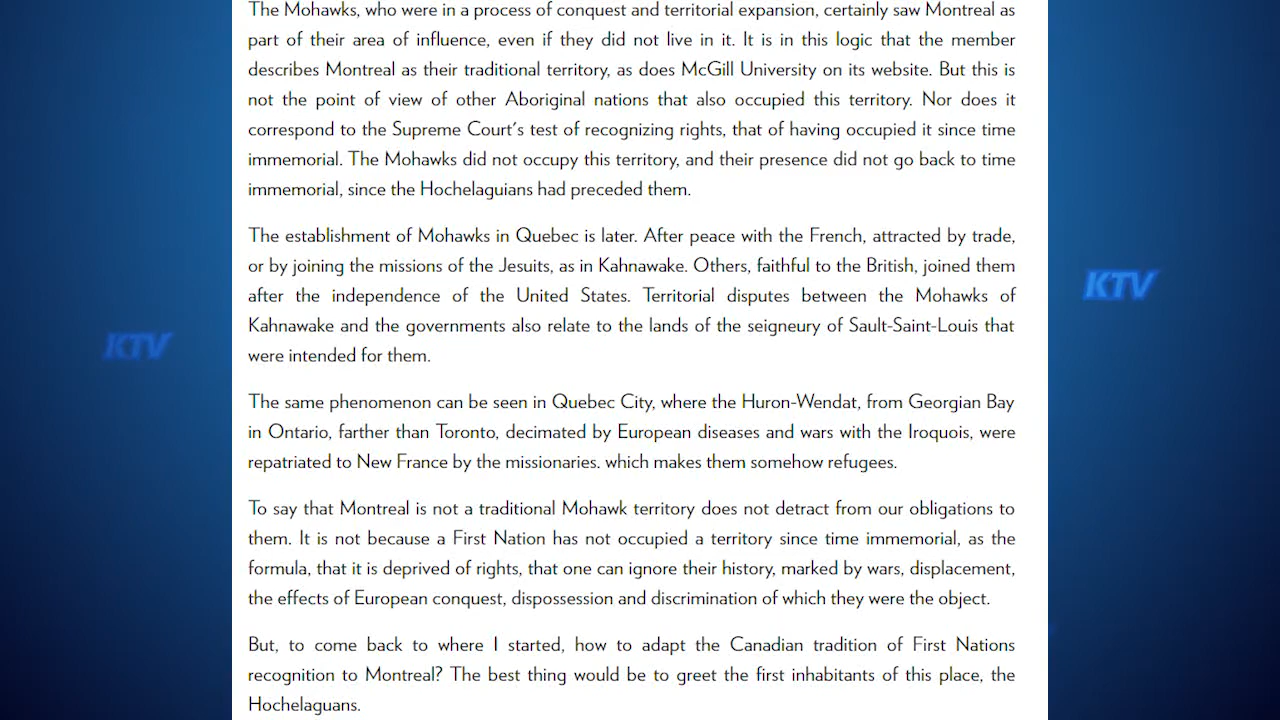 The Mohawks, who were in a process of conquest and territorial expansion, certainly saw Montreal as
part of their area of influence, even if they did not live in it. It is in this logic that the member
describes Montreal as their traditional territory, as does McGill University on its website. But this is
not the point of view of other Aboriginal nations that also occupied this territory. Nor does it
correspond to the Supreme Court's test of recognizing rights, that of having occupied it since time
immemorial. The Mohawks did not occupy this territory, and their presence did not go back to time
immemorial, since the Hochelaguians had preceded them.
The establishment of Mohawks in Quebec is later. After peace with the French, attracted by trade,
or by joining the missions of the Jesuits, as in Kahnawake. Others, faithful to the British, joined them
after the independence of the United States. Territorial disputes between the Mohawks of
Kahnawake and the governments also relate to the lands of the seigneury of Sault-Saint-Louis that
were intended for them.
The same phenomenon can be seen in Quebec City, where the Huron-Wendat, from Georgian Bay
in Ontario, farther than Toronto, decimated by European diseases and wars with the Iroquois, were
repatriated to New France by the missionaries. which makes them somehow refugees.
To say that Montreal is not a traditional Mohawk territory does not detract from our obligations to
them. It is not because a First Nation has not occupied a territory since time immemorial, as the
formula, that it is deprived of rights, that one can ignore their history, marked by wars, displacement,
the effects of European conquest, dispossession and discrimination of which they were the object.
But, to come back to where I started, how to adapt the Canadian tradition of First Nations
recognition to Montreal? The best thing would be to greet the first inhabitants of this place, the
Hochelaguans.
KTV
KTV